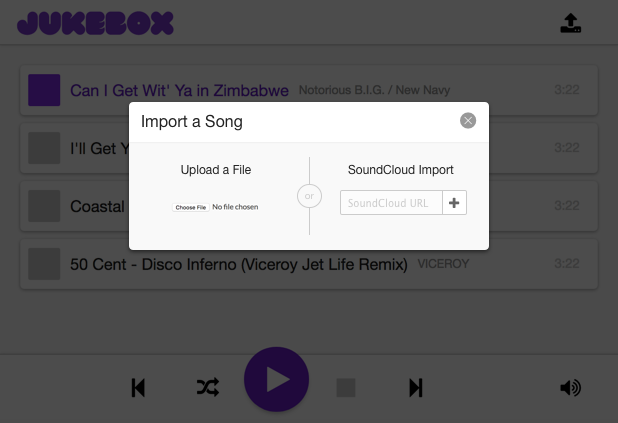 JUKEBOX
Can I Get Wit' Ya in Zimbabwe Notorious B.I.G. / New Navy 3:22
Import a Song
I'll Get Y 3:22
Upload a File SoundCloud Import
or
Choose File No file chosen SoundCloud URL
Coastal 3:22
50 Cent - Disco Inferno (Viceroy Jet Life Remix) VICEROY 3:22